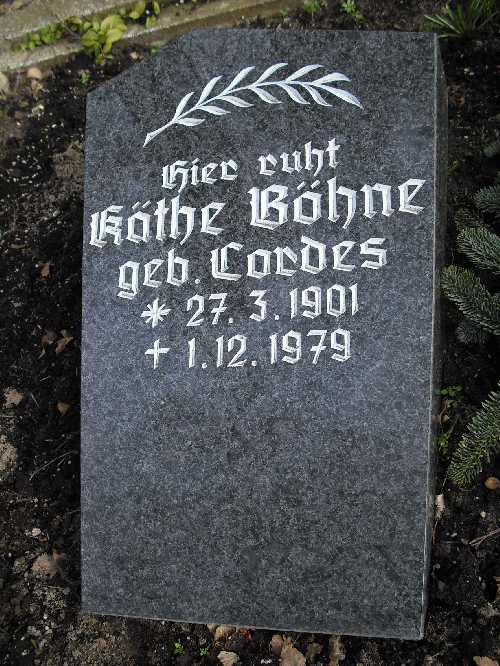 Hier ruht
Käthe Böhne
geb. Cordes
* 27. 3. 1901
+ 1. 12. 1979